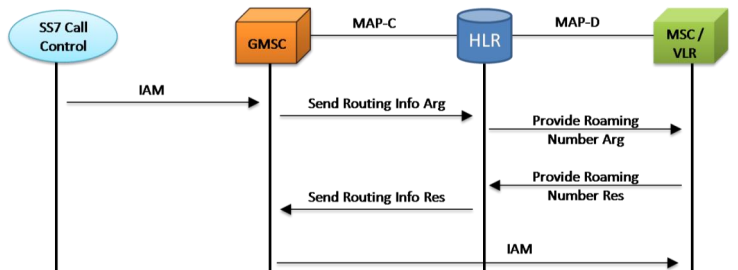 SS7 Call
Control
GMSC
MAP-C
HLR
MAP-D
MSC /
VLR
IAM
Send Routing Info Arg
Provide Roaming
Number Arg
Provide Roaming
Number Res
Send Routing Info Res
IAM